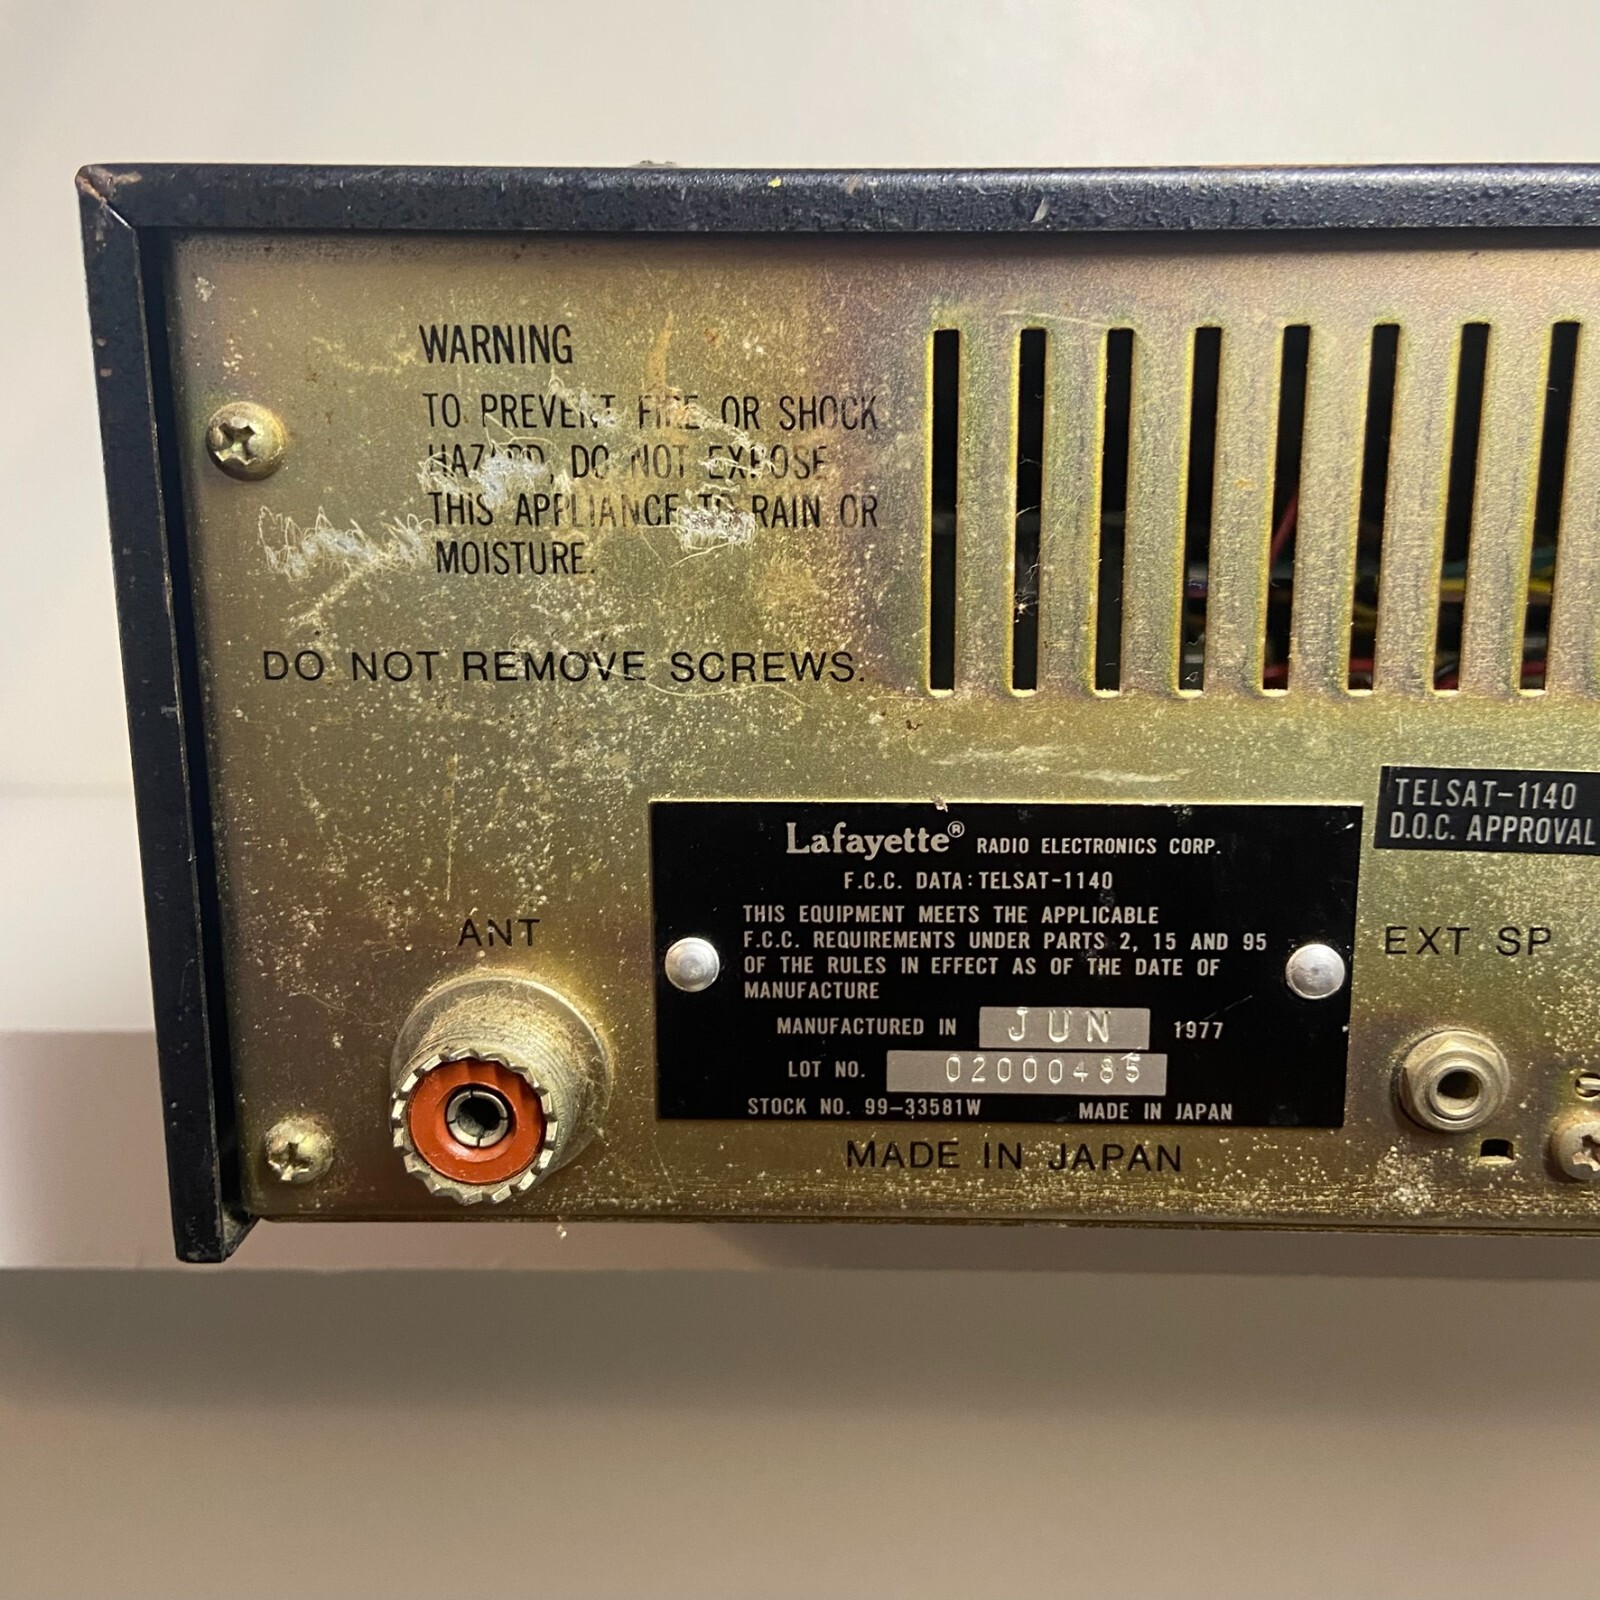 WARNING
TO PREVENT FIRE OR SHOCK
HAZARD, DO NOT EXPOSE
THIS APPLIANCE TO RAIN OR
MOISTURE.
DO NOT REMOVE SCREWS.
TELSAT-1140
D.O.C. APPROVAL
Lafayette® RADIO ELECTRONICS CORP.
F.C.C. DATA: TELSAT-1140
THIS EQUIPMENT MEETS THE APPLICABLE
F.C.C. REQUIREMENTS UNDER PARTS 2, 15 AND 95
OF THE RULES IN EFFECT AS OF THE DATE OF
MANUFACTURE
MANUFACTURED IN JUN 1977
LOT NO. 02000485
STOCK NO. 99-33581W MADE IN JAPAN
ANT
EXT SP
MADE IN JAPAN